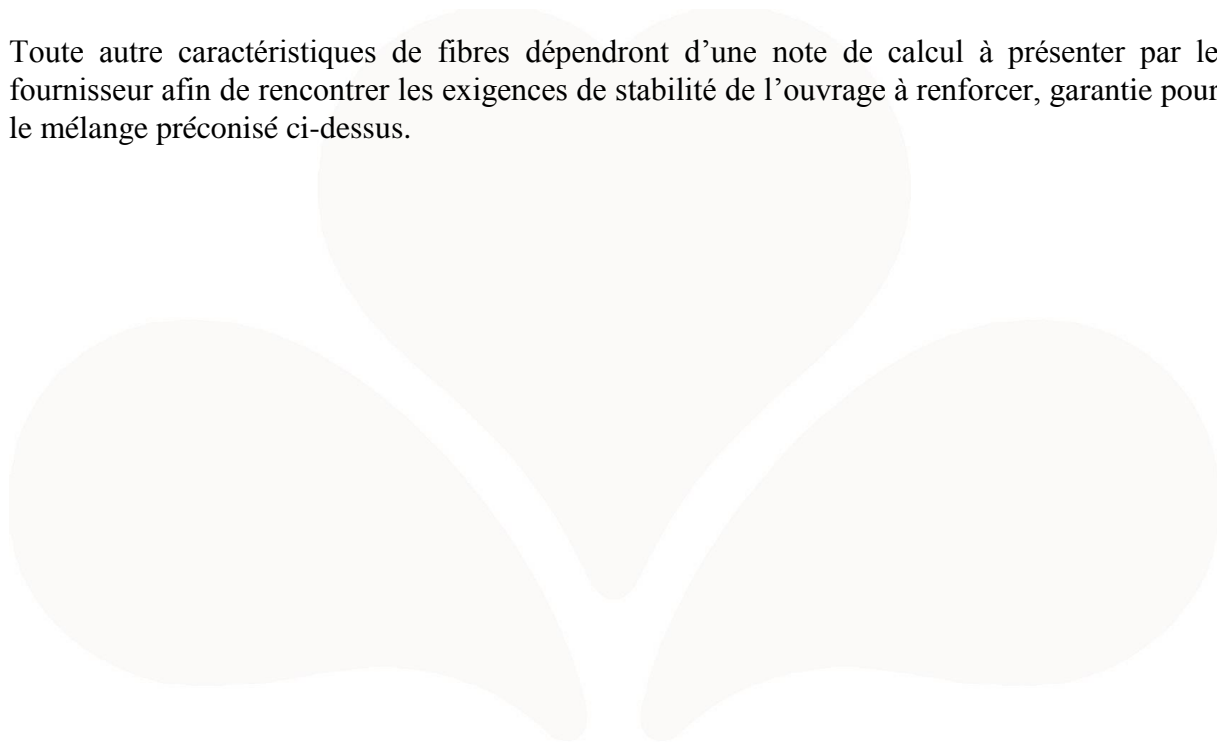 Toute autre caractéristiques de fibres dépendront d’une note de calcul à présenter par le
fournisseur afin de rencontrer les exigences de stabilité de l’ouvrage à renforcer, garantie pour
le mélange préconisé ci-dessus.